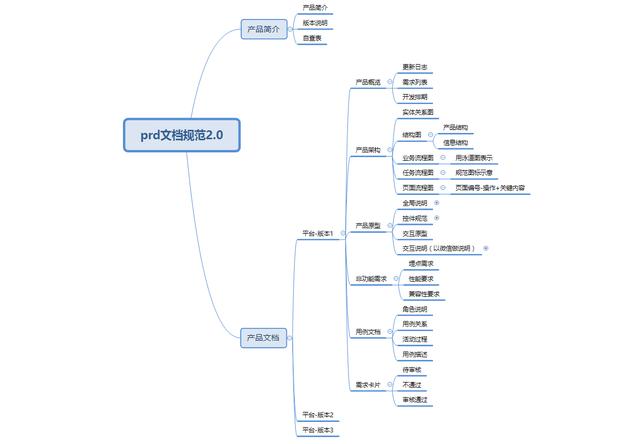 prd文档规范2.0
产品简介
产品简介
版本说明
自查表
产品文档
平台-版本1
产品概览
更新日志
需求列表
开发排期
产品架构
实体关系图
结构图
产品结构
信息结构
业务流程图
用泳道图表示
任务流程图
规范图标示意
页面流程图
页面编号-操作+关键内容
产品原型
全局说明
控件规范
交互原型
交互说明（以微信做说明）
非功能需求
埋点需求
性能要求
兼容性要求
用例文档
角色说明
用例关系
活动过程
用例描述
需求卡片
待审核
不通过
审核通过
平台-版本2
平台-版本3